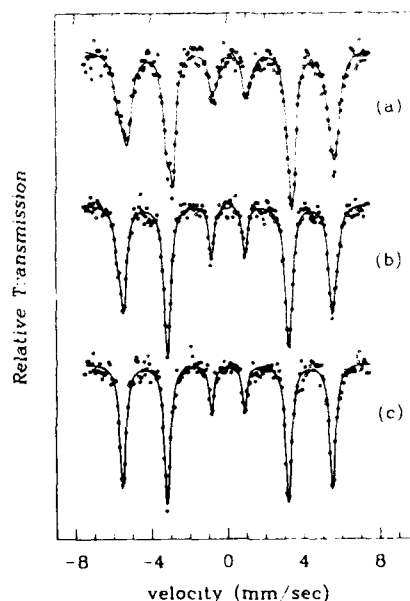 Relative Transmission
(a)
(b)
(c)
-8 -4 0 4 8
velocity (mm/sec)